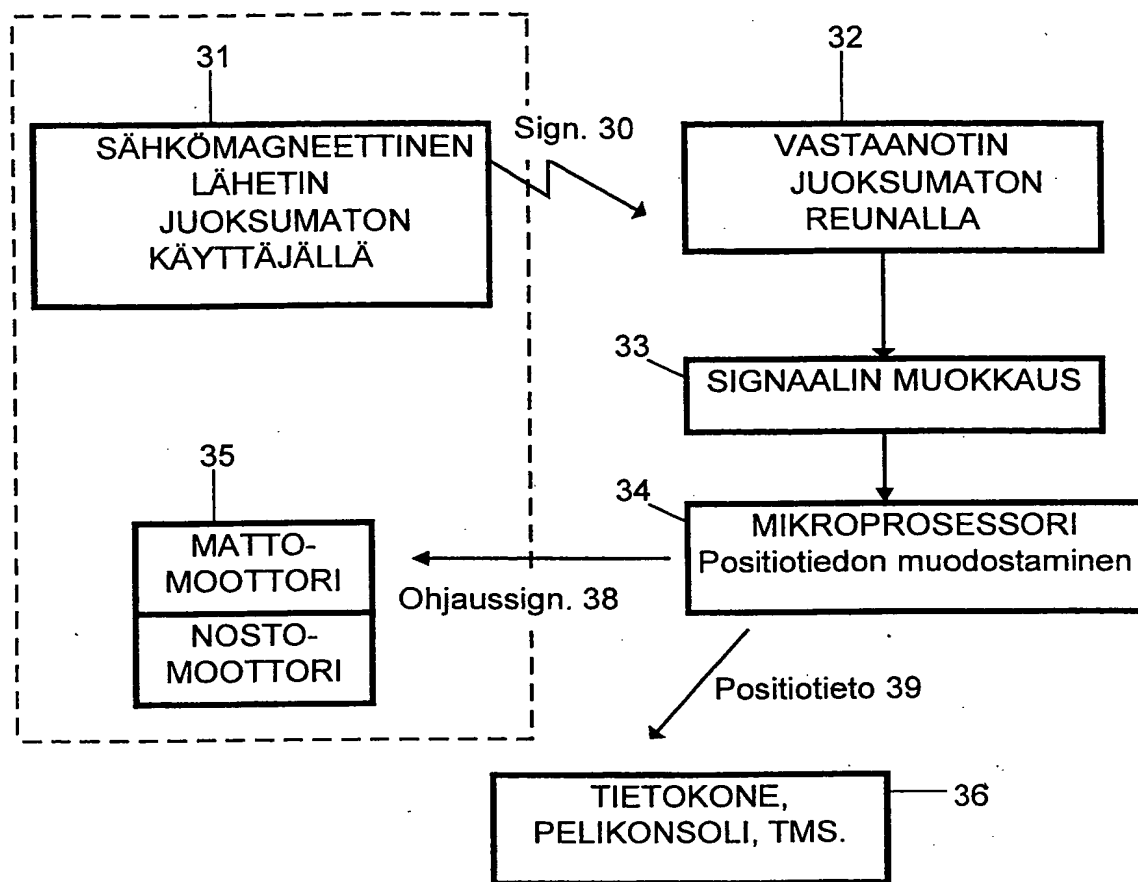 31
SÄHKÖMAGNEETTINEN
LÄHETIN
JUOKSUMATON
KÄYTTÄJÄLLÄ
Sign. 30
32
VASTAANOTIN
JUOKSUMATON
REUNALLA
33
SIGNAALIN MUOKKAUS
34
MIKROPROSESSORI
Positiotiedon muodostaminen
35
MATTO-
MOOTTORI
NOSTO-
MOOTTORI
Ohjaussign. 38
Positiotieto 39
36
TIETOKONE,
PELIKONSOLI, TMS.